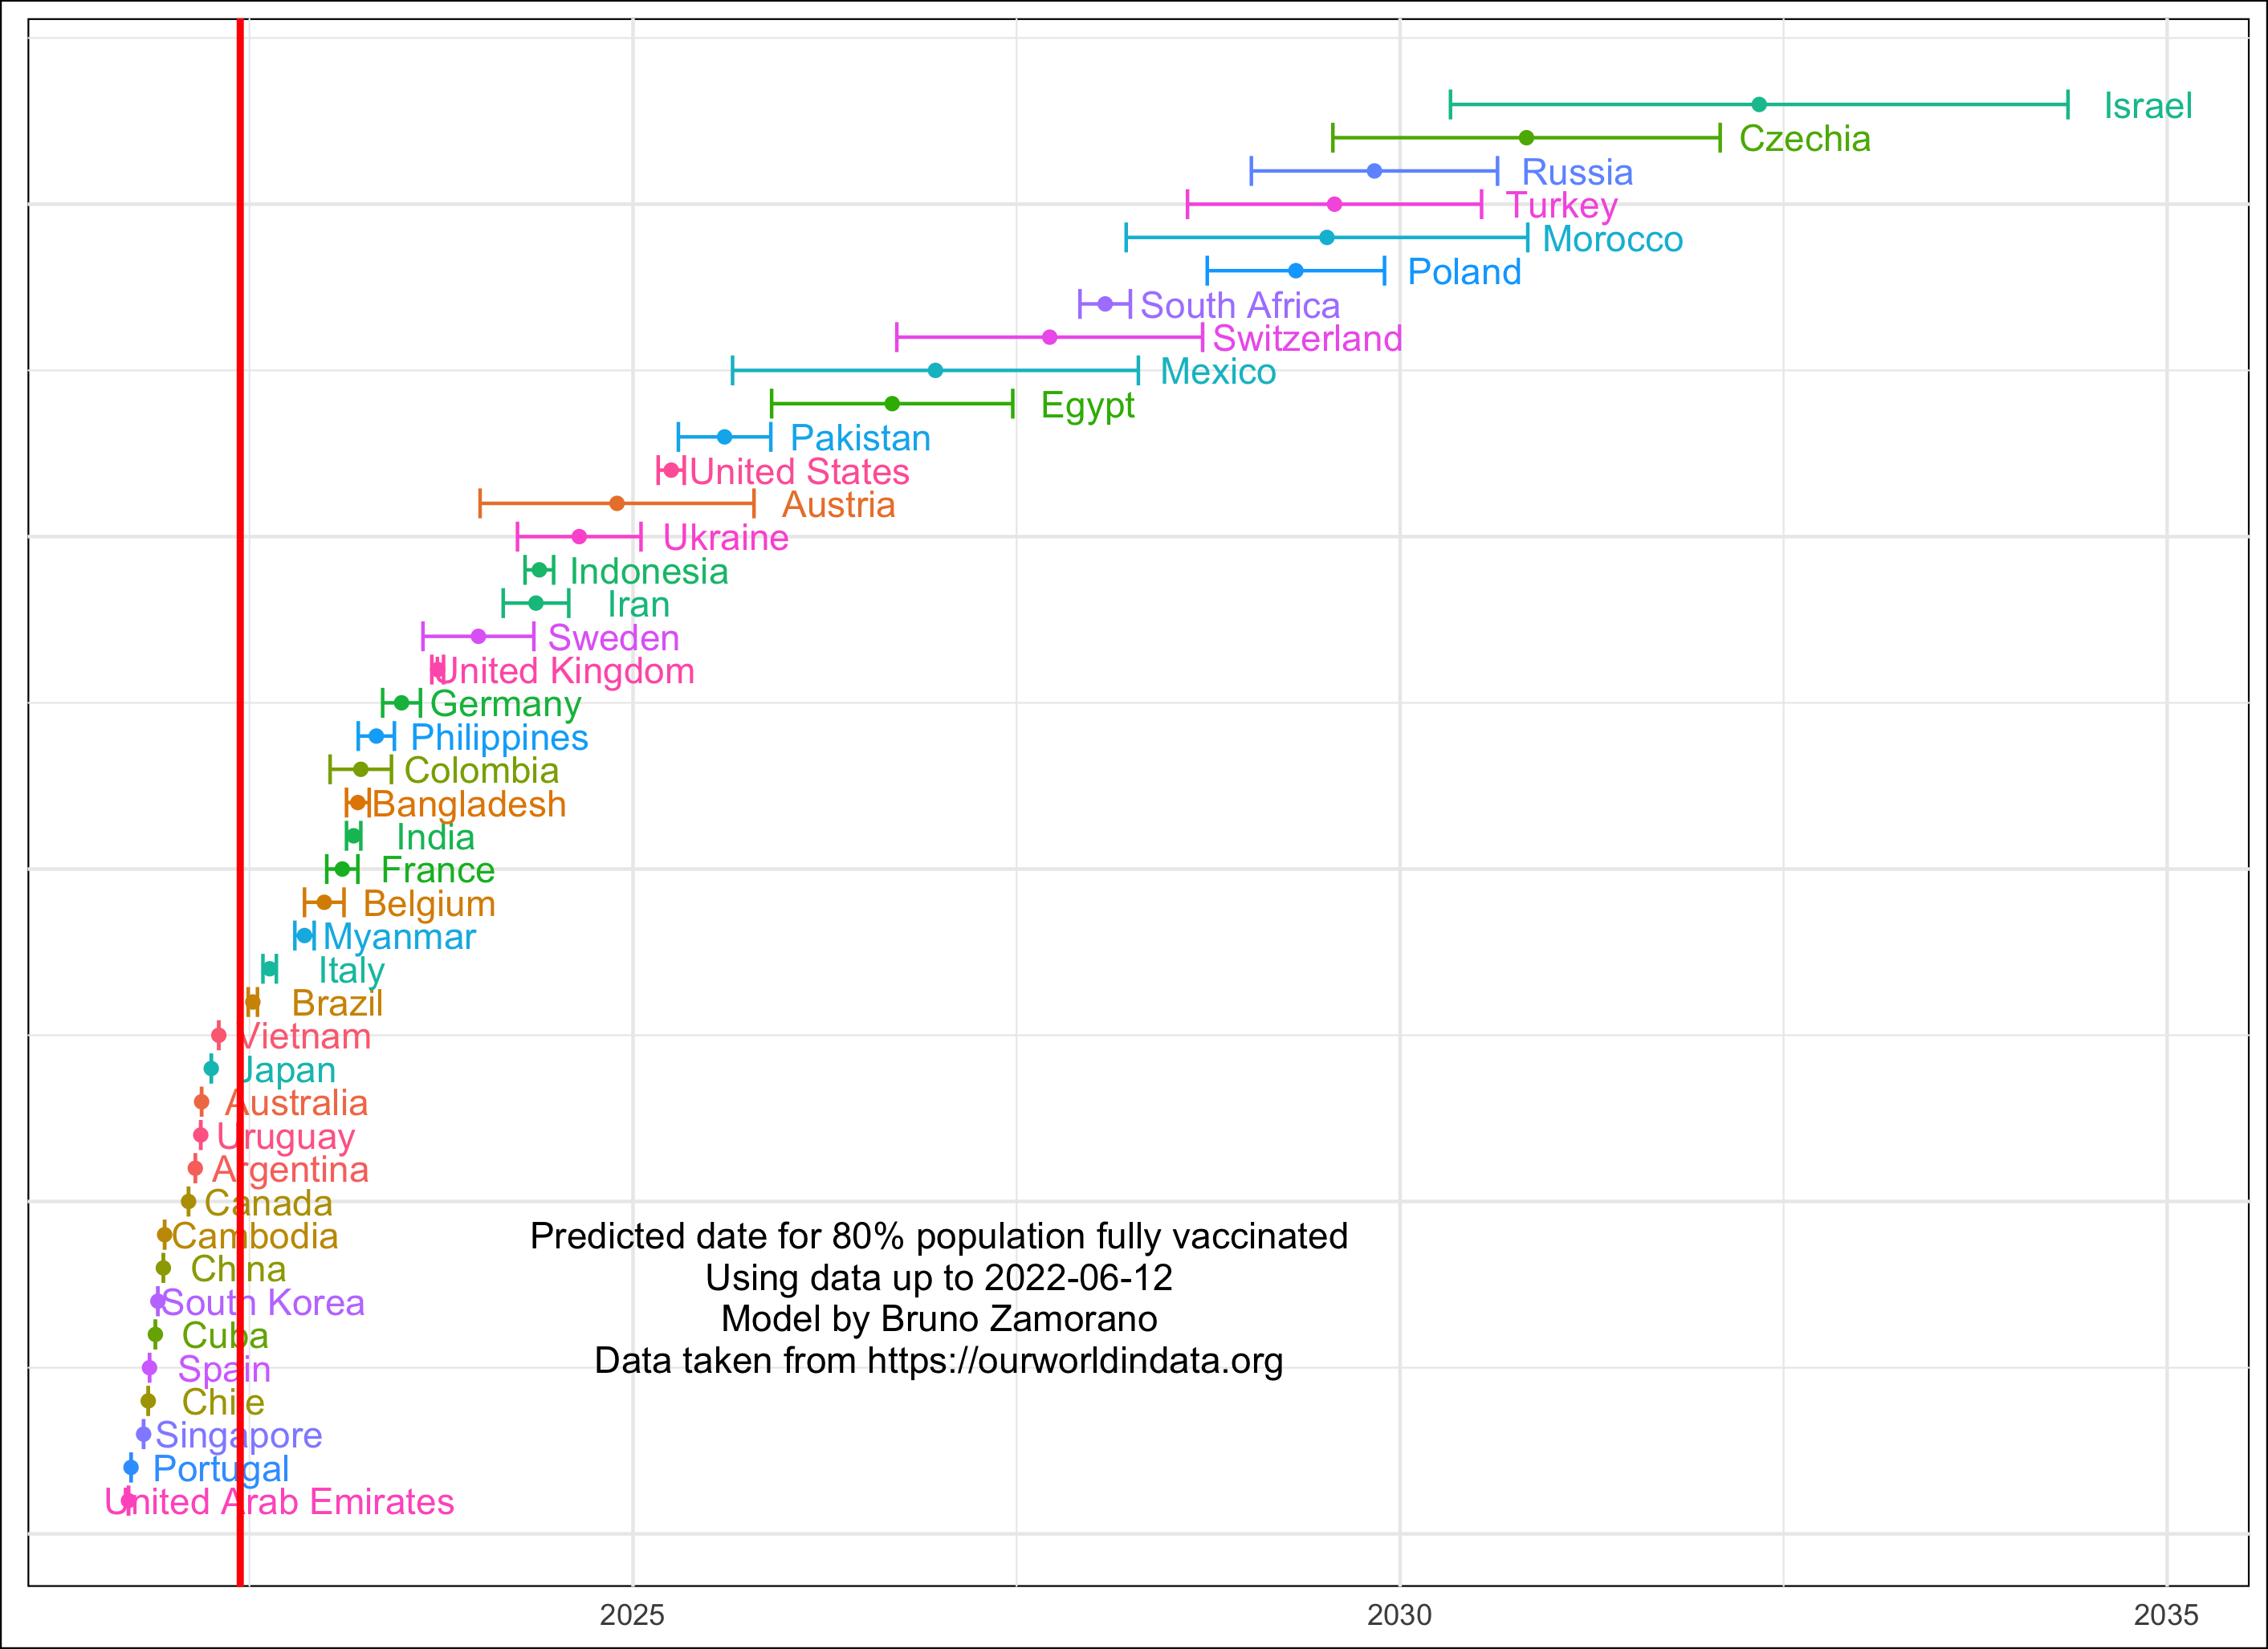 Israel
Czechia
Russia
Turkey
Morocco
Poland
South Africa
Switzerland
Mexico
Egypt
Pakistan
United States
Austria
Ukraine
Indonesia
Iran
Sweden
United Kingdom
Germany
Philippines
Colombia
Bangladesh
India
France
Belgium
Myanmar
Italy
Brazil
Vietnam
Japan
Australia
Uruguay
Argentina
Canada
Cambodia
China
South Korea
Cuba
Spain
Chile
Singapore
Portugal
United Arab Emirates
Predicted date for 80% population fully vaccinated
Using data up to 2022-06-12
Model by Bruno Zamorano
Data taken from https://ourworldindata.org
2025
2030
2035